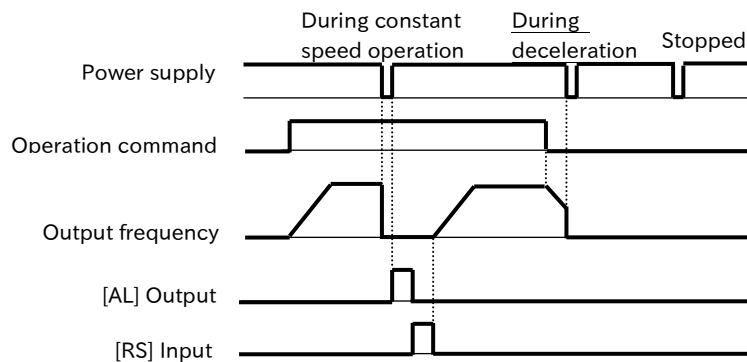 During constant
speed operation
During
deceleration
Stopped
Power supply
Operation command
Output frequency
[AL] Output
[RS] Input